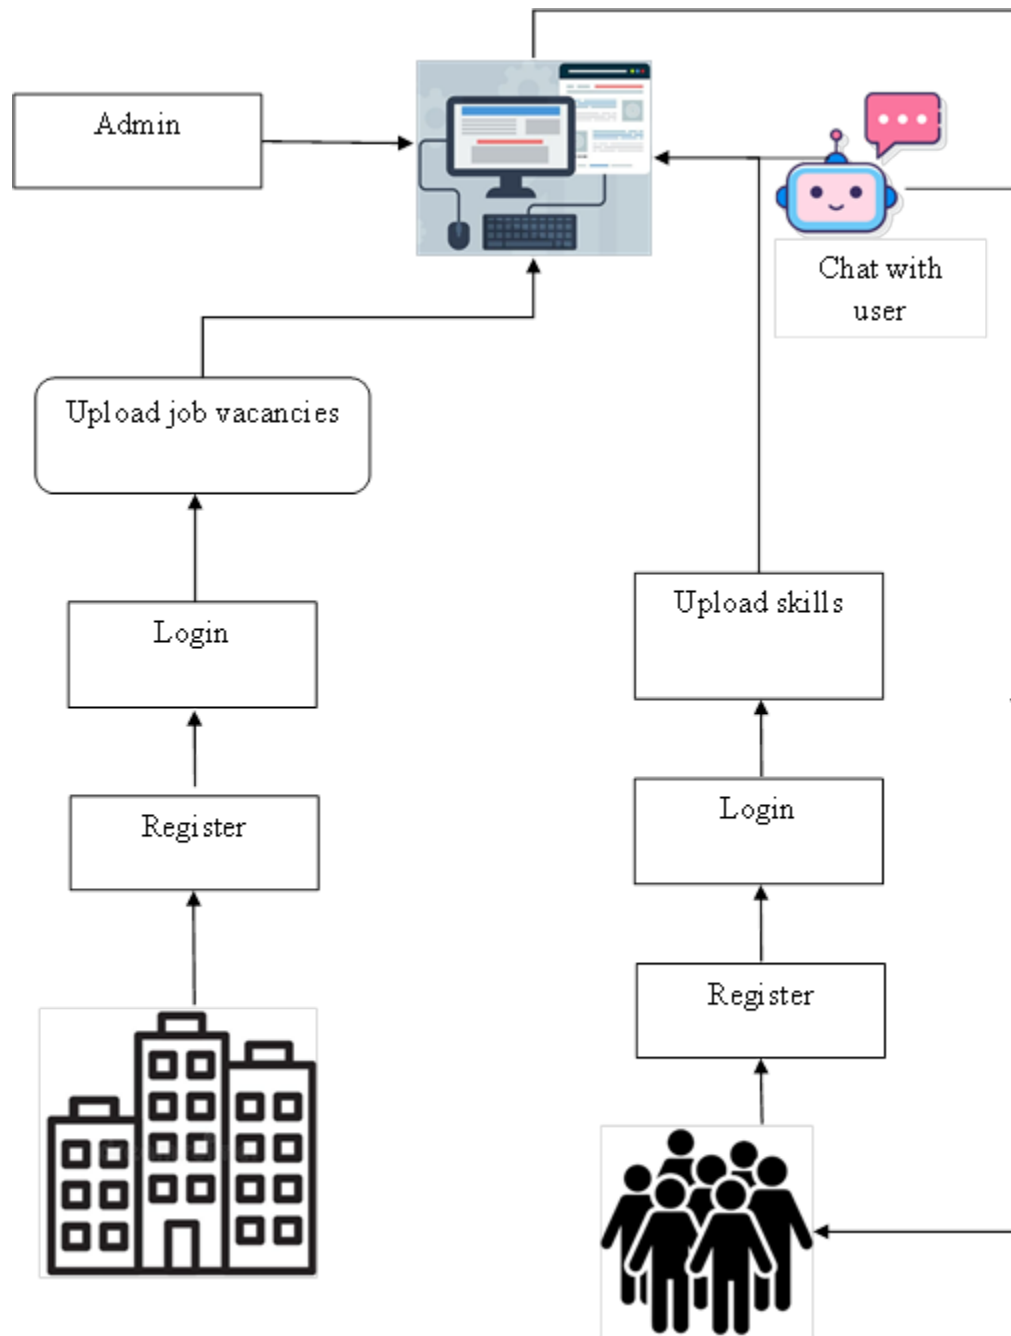 Admin
Chat with
user
Upload job vacancies
Login
Upload skills
Register
Login
Register